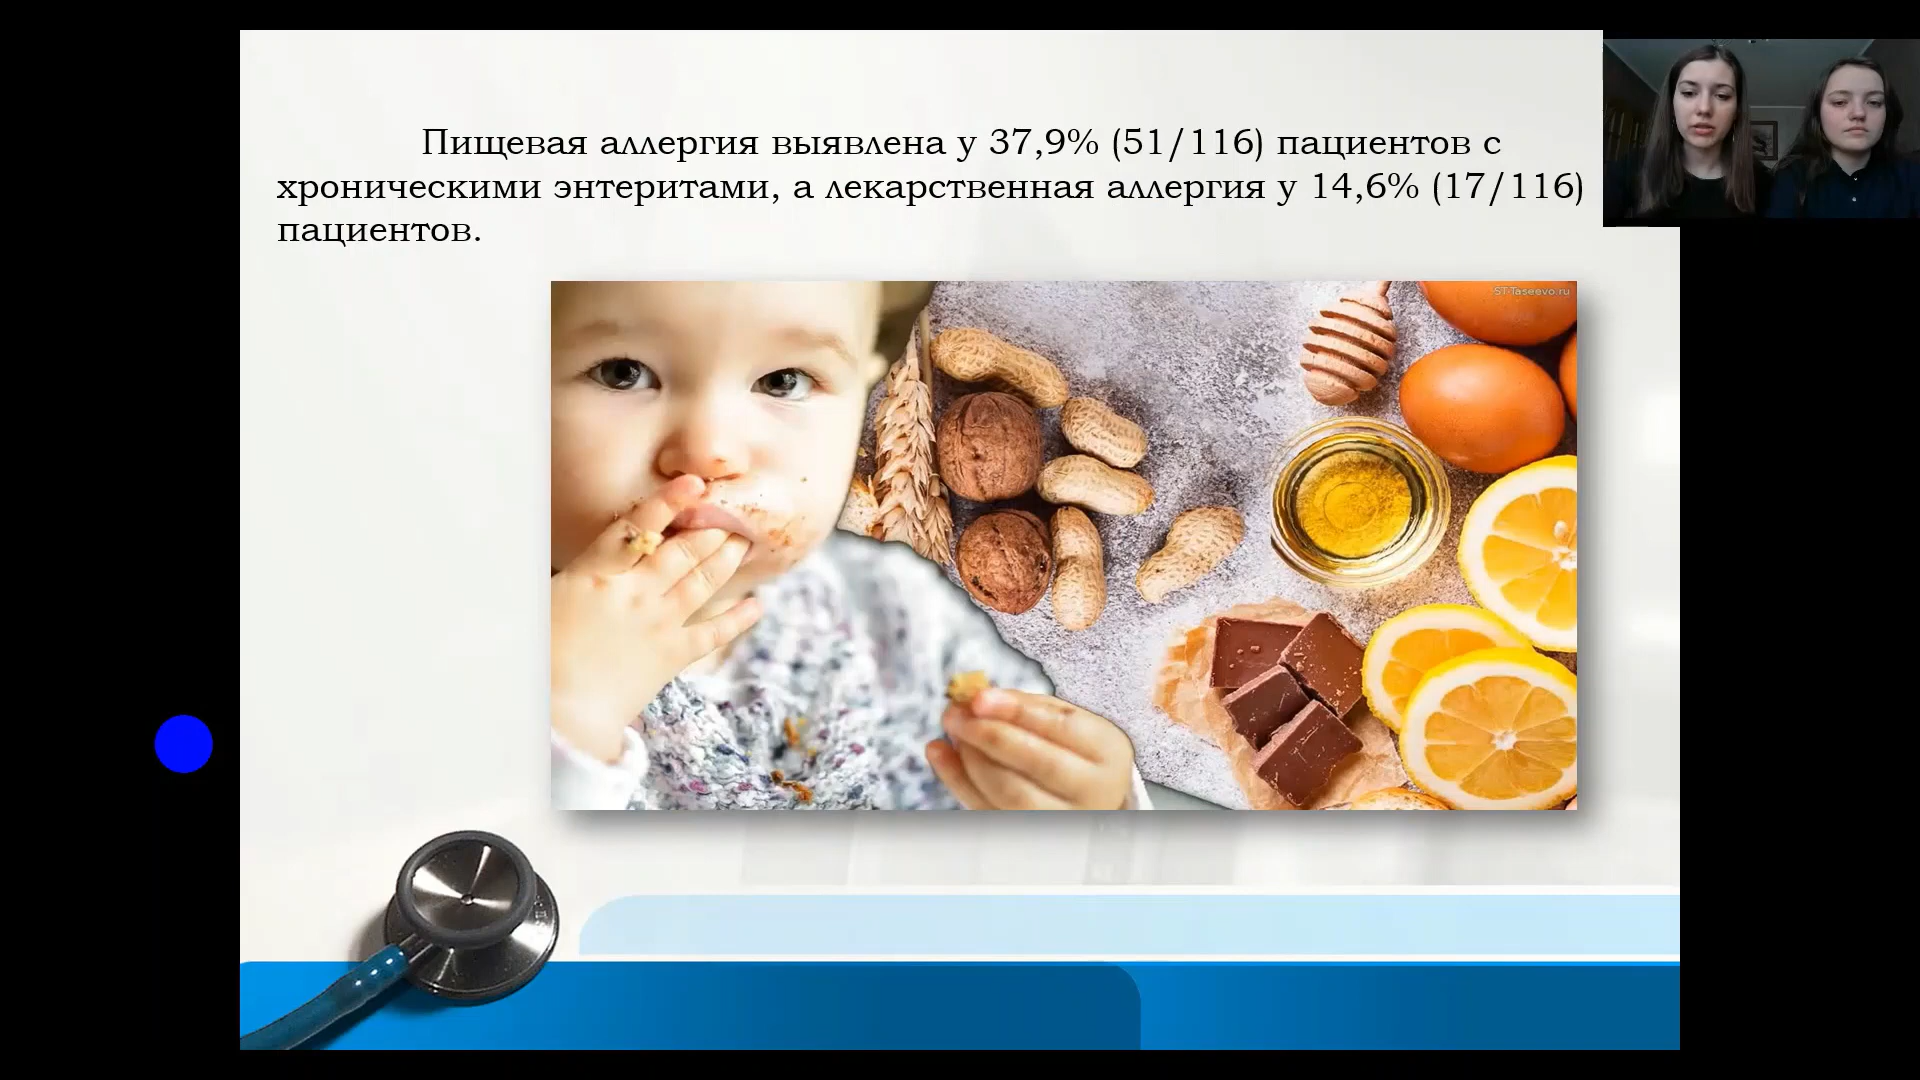 Пищевая аллергия выявлена у 37,9% (51/116) пациентов с
хроническими энтеритами, а лекарственная аллергия у 14,6% (17/116)
пациентов.
ST-Taseevo.ru